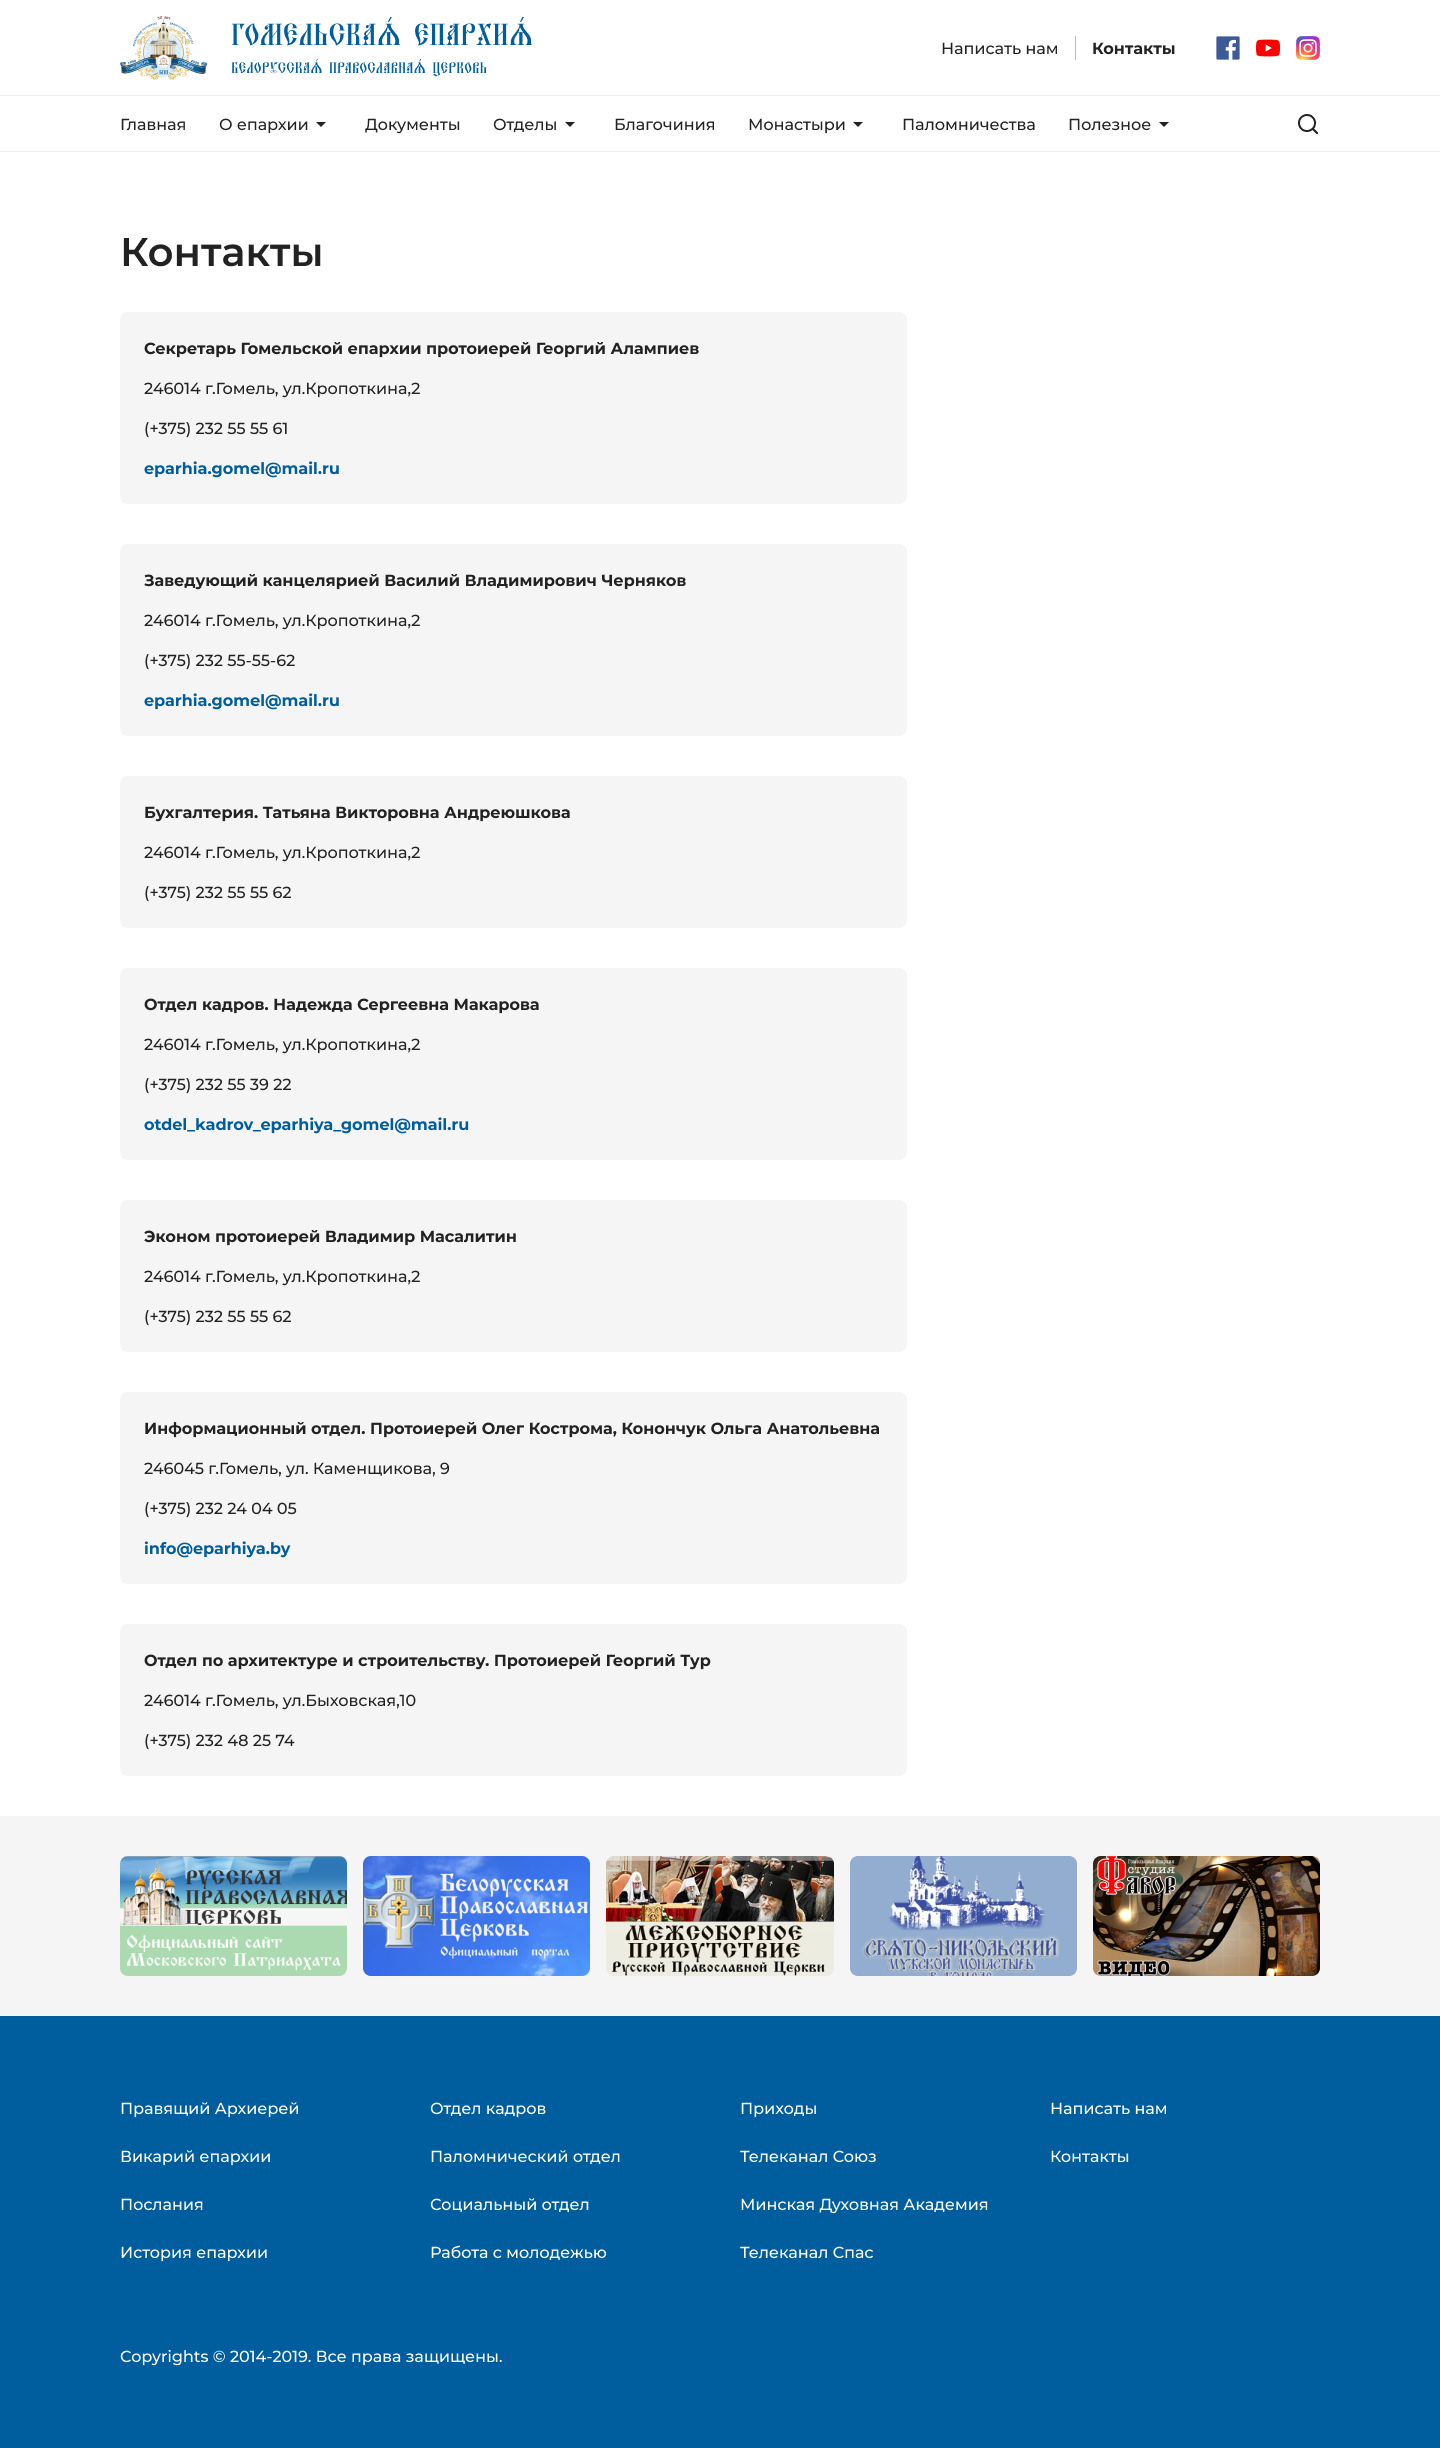 ГОМЕЛЬСКАЯ ЕПАРХИЯ
БЕЛОРУССКАЯ ПРАВОСЛАВНАЯ ЦЕРКОВЬ
Написать нам
Контакты
Главная
О епархии
Документы
Отделы
Благочиния
Монастыри
Паломничества
Полезное
Контакты
Секретарь Гомельской епархии протоиерей Георгий Алампиев
246014 г.Гомель, ул.Кропоткина,2
(+375) 232 55 55 61
eparhia.gomel@mail.ru
Заведующий канцелярией Василий Владимирович Черняков
246014 г.Гомель, ул.Кропоткина,2
(+375) 232 55-55-62
eparhia.gomel@mail.ru
Бухгалтерия. Татьяна Викторовна Андреюшкова
246014 г.Гомель, ул.Кропоткина,2
(+375) 232 55 55 62
Отдел кадров. Надежда Сергеевна Макарова
246014 г.Гомель, ул.Кропоткина,2
(+375) 232 55 39 22
otdel_kadrov_eparhiya_gomel@mail.ru
Эконом протоиерей Владимир Масалитин
246014 г.Гомель, ул.Кропоткина,2
(+375) 232 55 55 62
Информационный отдел. Протоиерей Олег Кострома, Конончук Ольга Анатольевна
246045 г.Гомель, ул. Каменщикова, 9
(+375) 232 24 04 05
info@eparhiya.by
Отдел по архитектуре и строительству. Протоиерей Георгий Тур
246014 г.Гомель, ул.Быховская,10
(+375) 232 48 25 74
РУССКАЯ
ПРАВОСЛАВНАЯ
ЦЕРКОВЬ
Официальный сайт
Московского Патриархата
П
Б Ц
Белорусская
Православная
Церковь
Официальный портал
МЕЖСОБОРНОЕ
ПРИСУТСТВИЕ
Русской Православной Церкви
СВЯТО-НИКОЛЬСКИЙ
МУЖСКОЙ МОНАСТЫРЬ
В ГОМЕЛЕ
студия
ФАВОР
ВИДЕО
Правящий Архиерей
Викарий епархии
Послания
История епархии
Отдел кадров
Паломнический отдел
Социальный отдел
Работа с молодежью
Приходы
Телеканал Союз
Минская Духовная Академия
Телеканал Спас
Написать нам
Контакты
Copyrights © 2014-2019. Все права защищены.